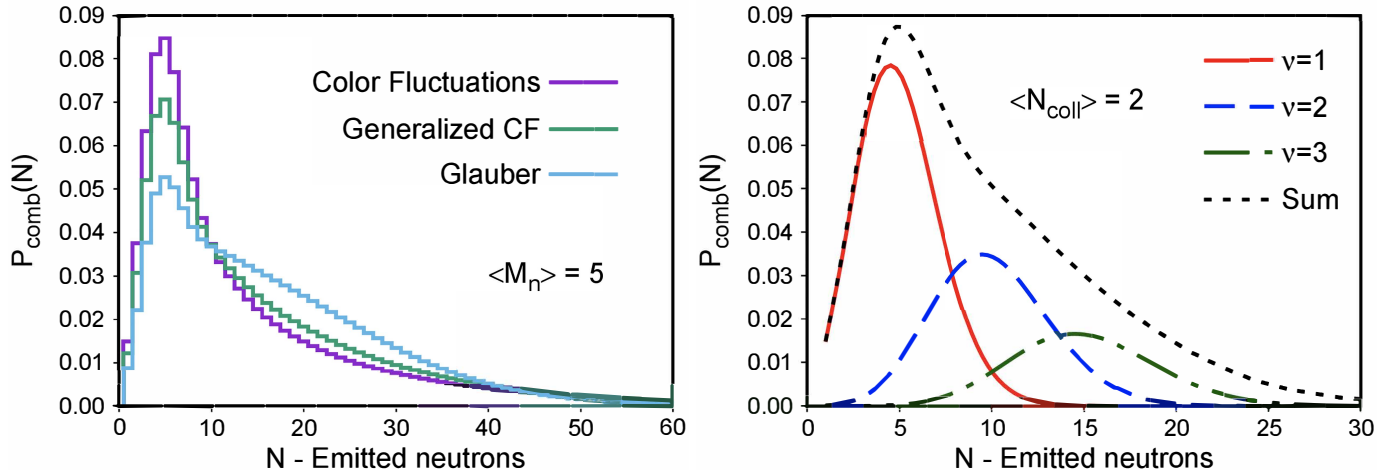 0.09
0.08
0.07
0.06
0.05
0.04
0.03
0.02
0.01
0.00
P_comb(N)
Color Fluctuations
Generalized CF
Glauber
<M_n> = 5
0 10 20 30 40 50 60
N - Emitted neutrons
0.09
0.08
0.07
0.06
0.05
0.04
0.03
0.02
0.01
0.00
P_comb(N)
<N_coll> = 2
ν=1
ν=2
ν=3
Sum
0 5 10 15 20 25 30
N - Emitted neutrons